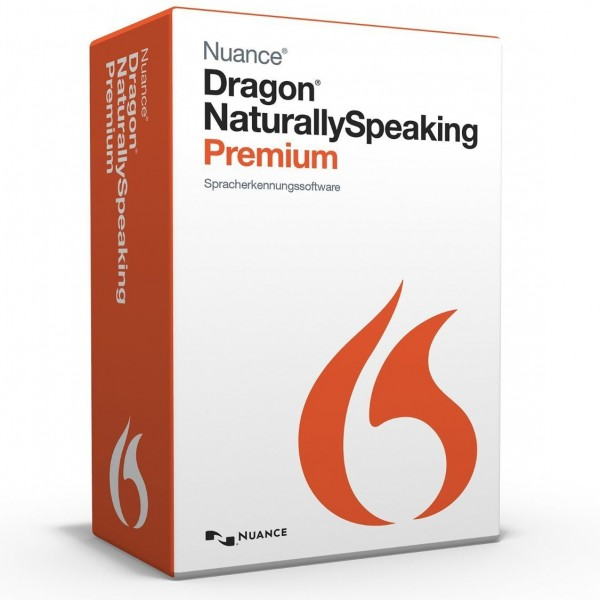 Nuance®
Dragon®
NaturallySpeaking
Premium
Spracherkennungssoftware
NUANCE
Nuance®
Dragon®
NaturallySpeaking
Premium